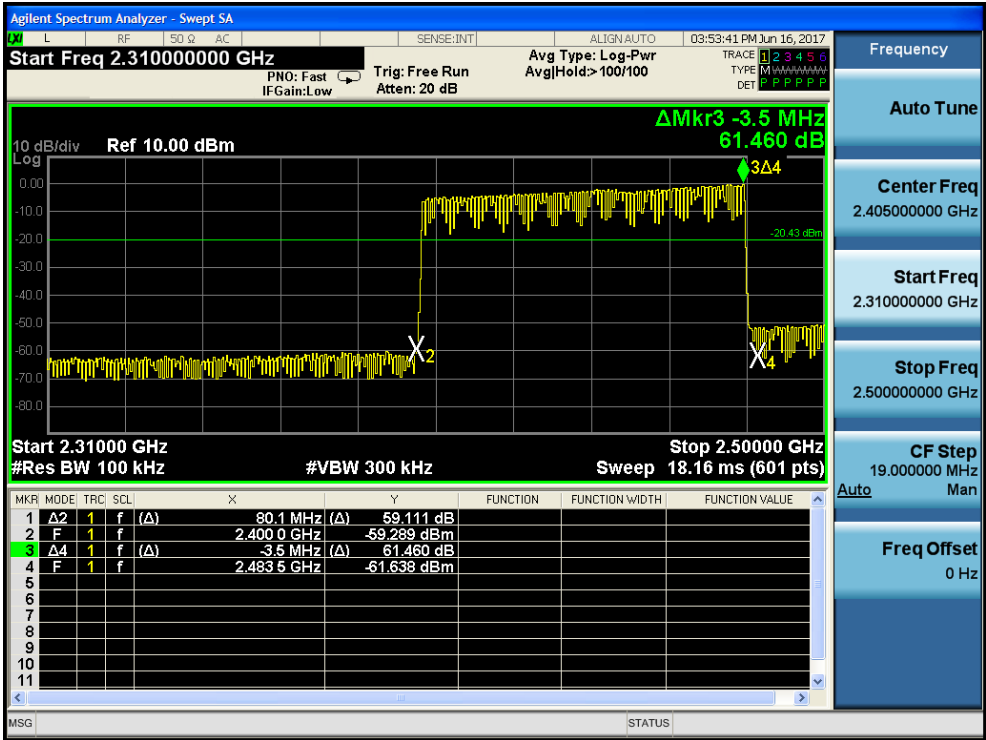 Agilent Spectrum Analyzer - Swept SA
LXI L RF 50 Ω AC SENSE:INT ALIGN AUTO 03:53:41 PM Jun 16, 2017
Start Freq 2.310000000 GHz
PNO: Fast
IFGain:Low
Trig: Free Run
Atten: 20 dB
Avg Type: Log-Pwr
Avg|Hold:>100/100
TRACE 1 2 3 4 5 6
TYPE M
DET P P P P P P
ΔMkr3 -3.5 MHz
61.460 dB
10 dB/div Ref 10.00 dBm
Log
0.00
-10.0
-20.0
-30.0
-40.0
-50.0
-60.0
-70.0
-80.0
3Δ4
-20.43 dBm
2
4
Start 2.31000 GHz Stop 2.50000 GHz
#Res BW 100 kHz #VBW 300 kHz Sweep 18.16 ms (601 pts)
MKR MODE TRC SCL X Y FUNCTION FUNCTION WIDTH FUNCTION VALUE
1 Δ2 1 f (Δ) 80.1 MHz (Δ) 59.111 dB
2 F 1 f 2.400 0 GHz -59.289 dBm
3 Δ4 1 f (Δ) -3.5 MHz (Δ) 61.460 dB
4 F 1 f 2.483 5 GHz -61.638 dBm
5
6
7
8
9
10
11
MSG STATUS
Frequency
Auto Tune
Center Freq
2.405000000 GHz
Start Freq
2.310000000 GHz
Stop Freq
2.500000000 GHz
CF Step
19.000000 MHz
Auto Man
Freq Offset
0 Hz